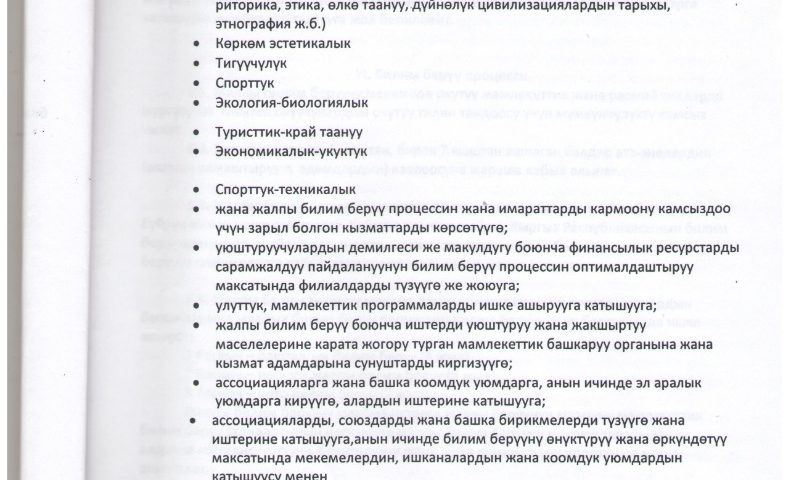 риторика, этика, өлкө таануу, дүйнөлүк цивилизациялардын тарыхы,
этнография ж.б.)
• Көркөм эстетикалык
• Тигүүчүлүк
• Спорттук
• Экология-биологиялык
• Туристтик-край таануу
• Экономикалык-укуктук
• Спорттук-техникалык
• жана жалпы билим берүү процессин жана имараттарды кармоону камсыздоо
үчүн зарыл болгон кызматтарды көрсөтүүгө;
• уюштуруучулардын демилгеси же макулдугу боюнча финансылык ресурстарды
сарамжалдуу пайдалануунун билим берүү процессин оптималдаштыруу
максатында филиалдарды түзүүгө же жоюуга;
• улуттук, мамлекеттик программаларды ишке ашырууга катышууга;
• жалпы билим берүү боюнча иштерди уюштуруу жана жакшыртуу
маселелерине карата жогору турган мамлекеттик башкаруу органына жана
кызмат адамдарына сунуштарды киргизүүгө;
• ассоциацияларга жана башка коомдук уюмдарга, анын ичинде эл аралык
уюмдарга кирүүгө, алардын иштерине катышууга;
• ассоциацияларды, союздарды жана башка бирикмелерди түзүүгө жана
иштерине катышууга,анын ичинде билим берүүнү өнүктүрүү жана өркүндөтүү
максатында мекемелердин, ишканалардын жана коомдук уюмдардын
катышуусу менен